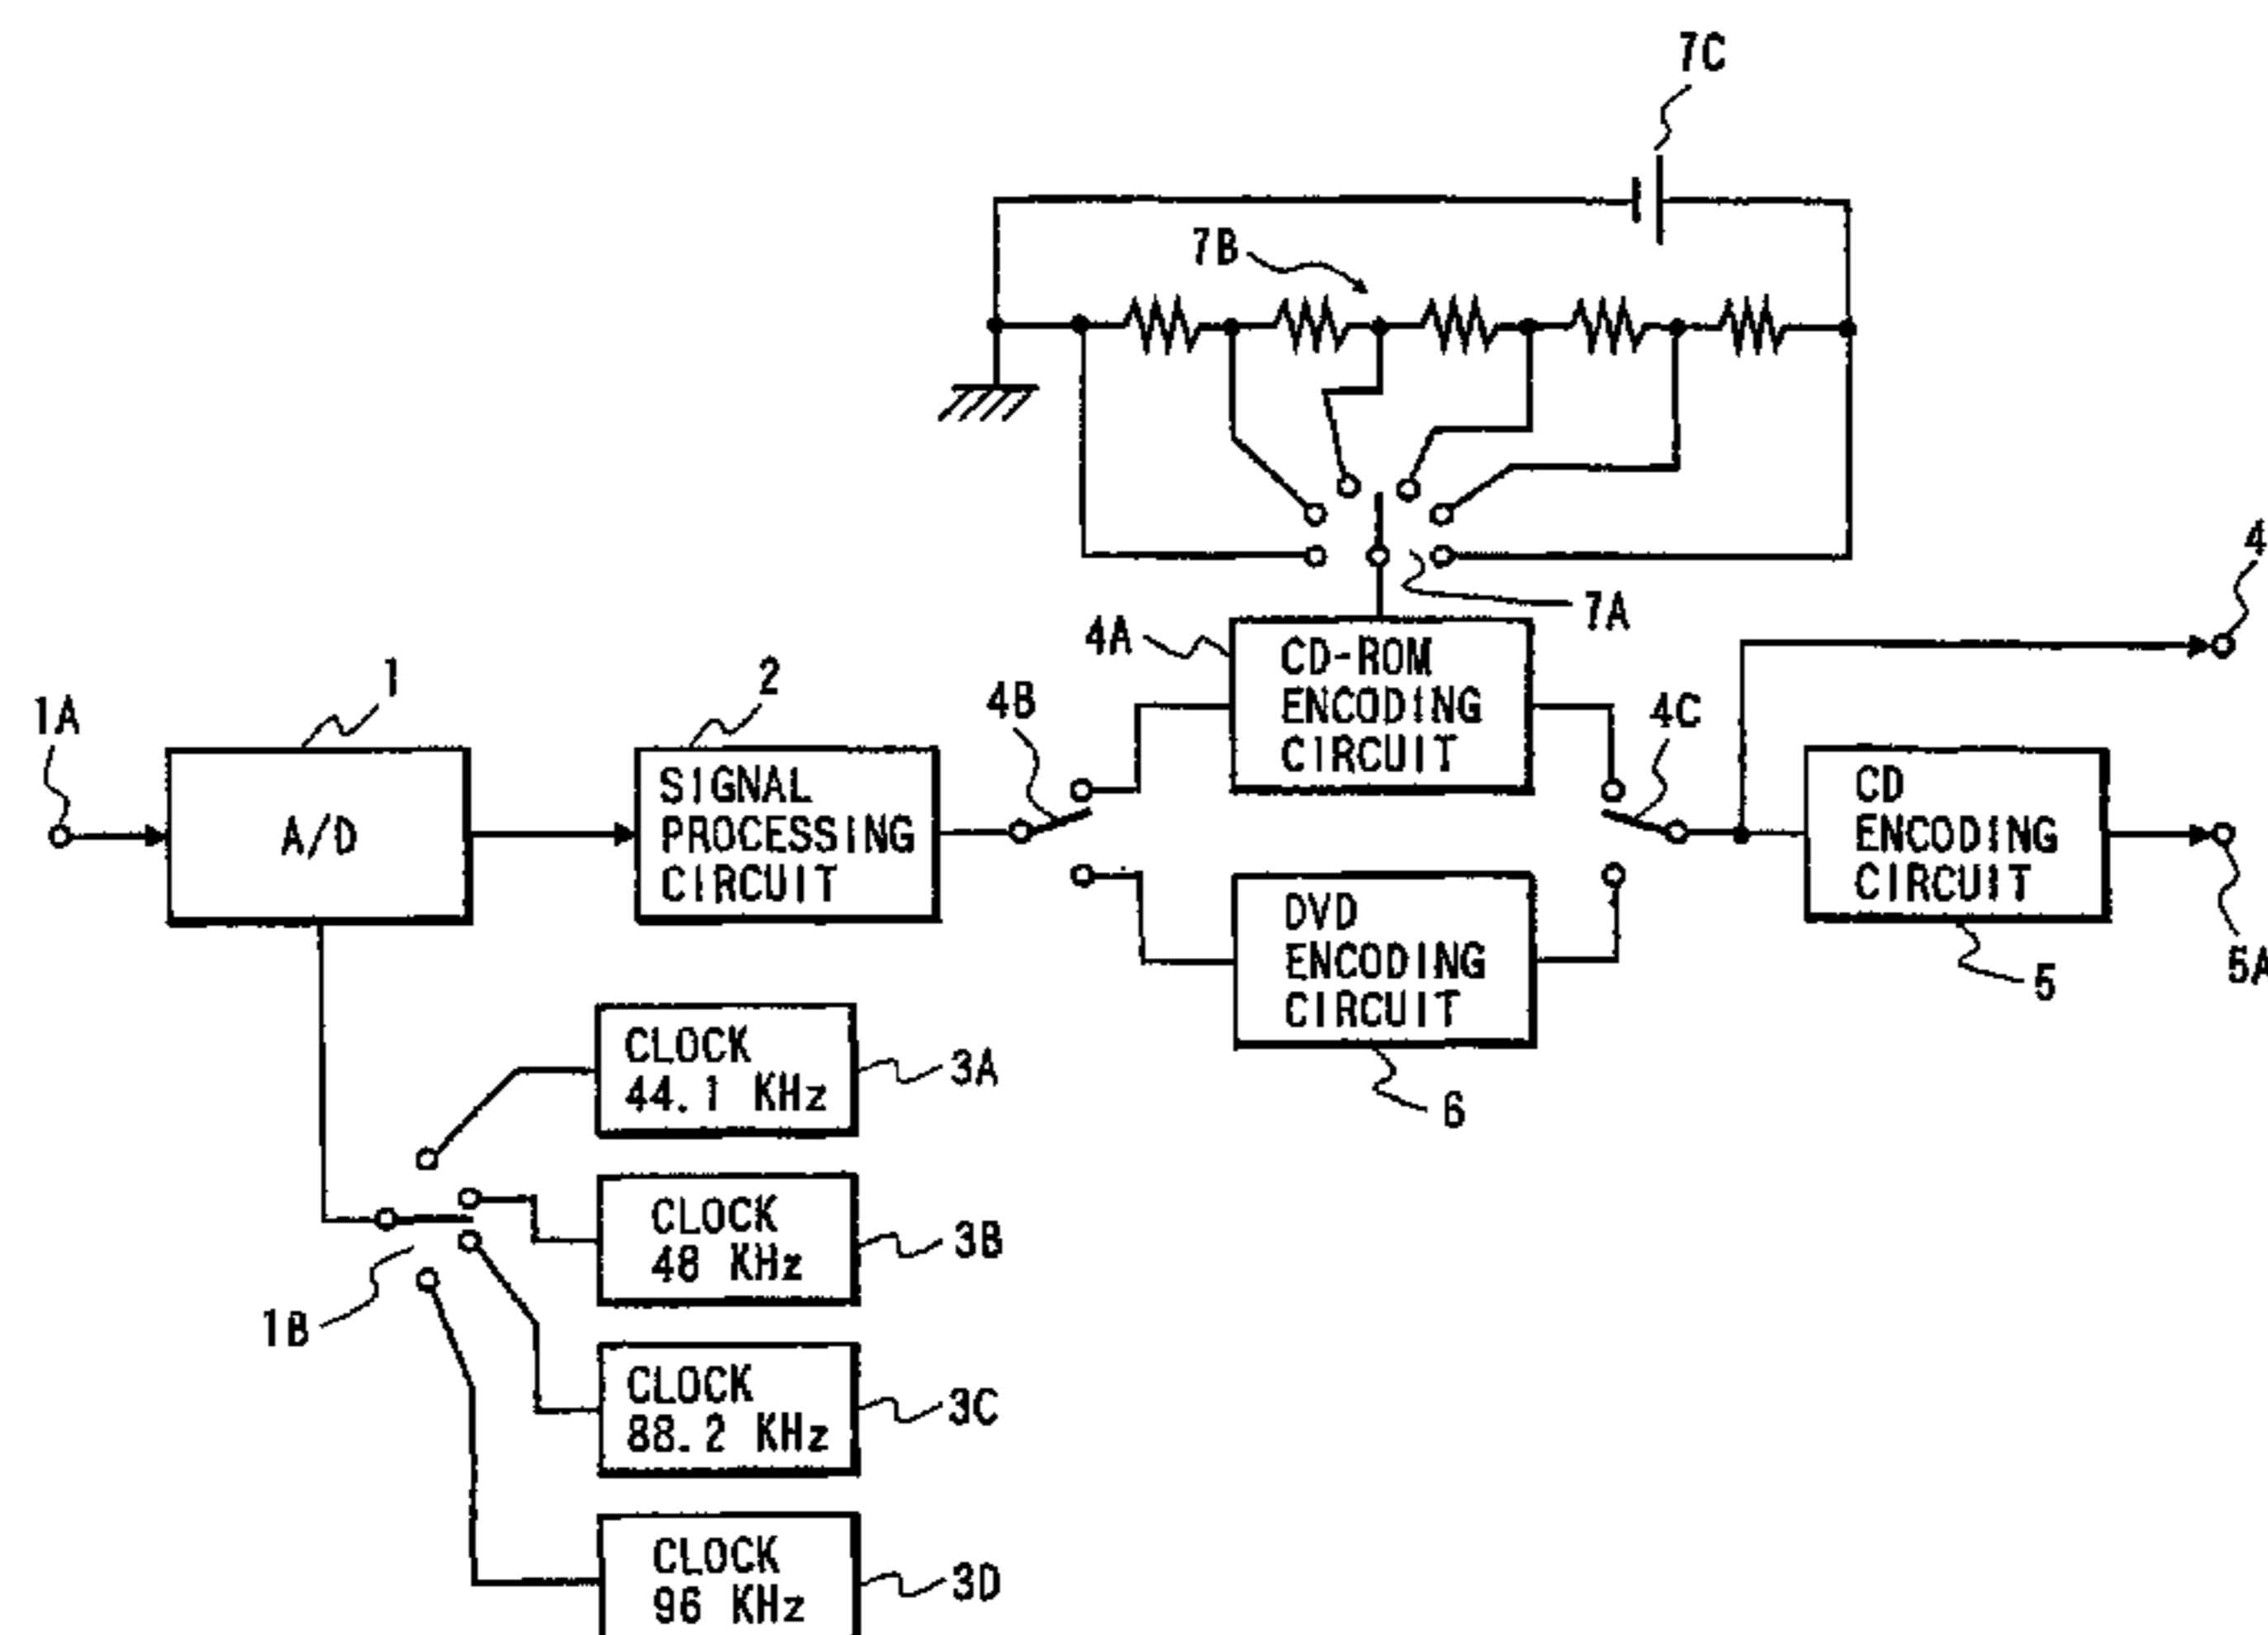 7C
7B
7A
4A
CD-ROM
ENCODING
CIRCUIT
4
1A
1
A/D
2
SIGNAL
PROCESSING
CIRCUIT
4B
4C
CD
ENCODING
CIRCUIT
5
DVD
ENCODING
CIRCUIT
6
1B
CLOCK
44.1 KHz
3A
CLOCK
48 KHz
3B
CLOCK
88.2 KHz
3C
CLOCK
96 KHz
3D